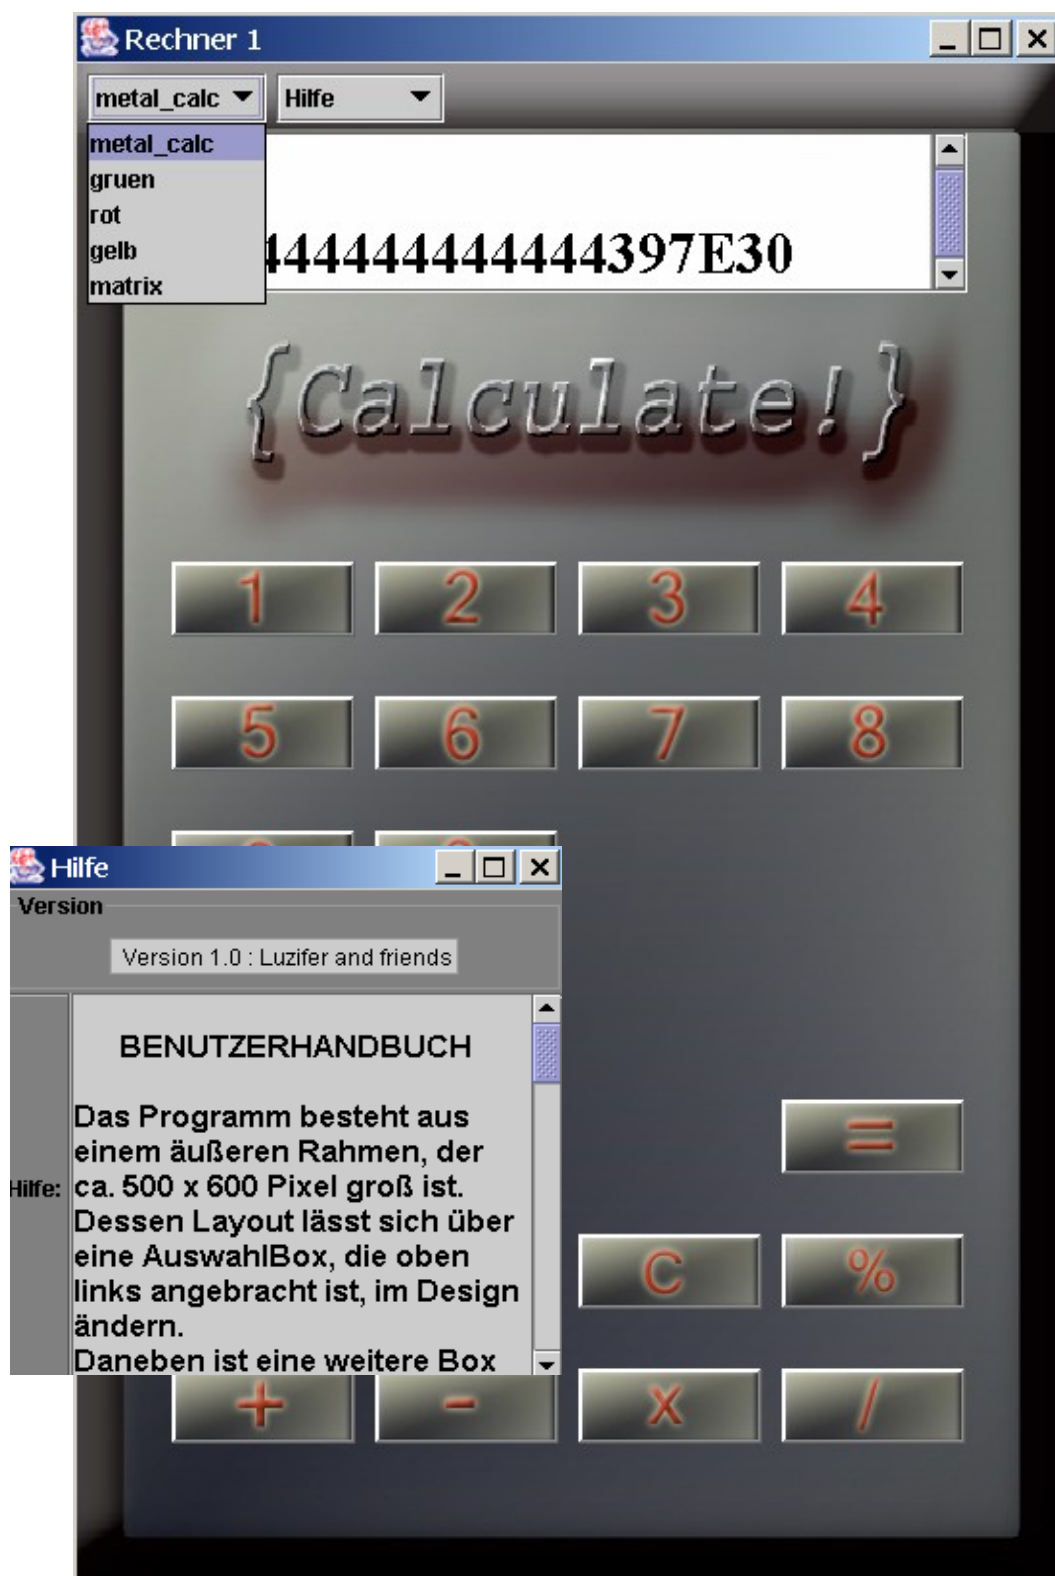 Rechner 1
metal_calc Hilfe
metal_calc
gruen
rot
gelb
matrix
44444444444397E30
{Calculate!}
1 2 3 4
5 6 7 8
Hilfe
Version
Version 1.0 : Luzifer and friends
Hilfe:
BENUTZERHANDBUCH
Das Programm besteht aus
einem äußeren Rahmen, der
ca. 500 x 600 Pixel groß ist.
Dessen Layout lässt sich über
eine AuswahlBox, die oben
links angebracht ist, im Design
ändern.
Daneben ist eine weitere Box
=
C %
+ - x /